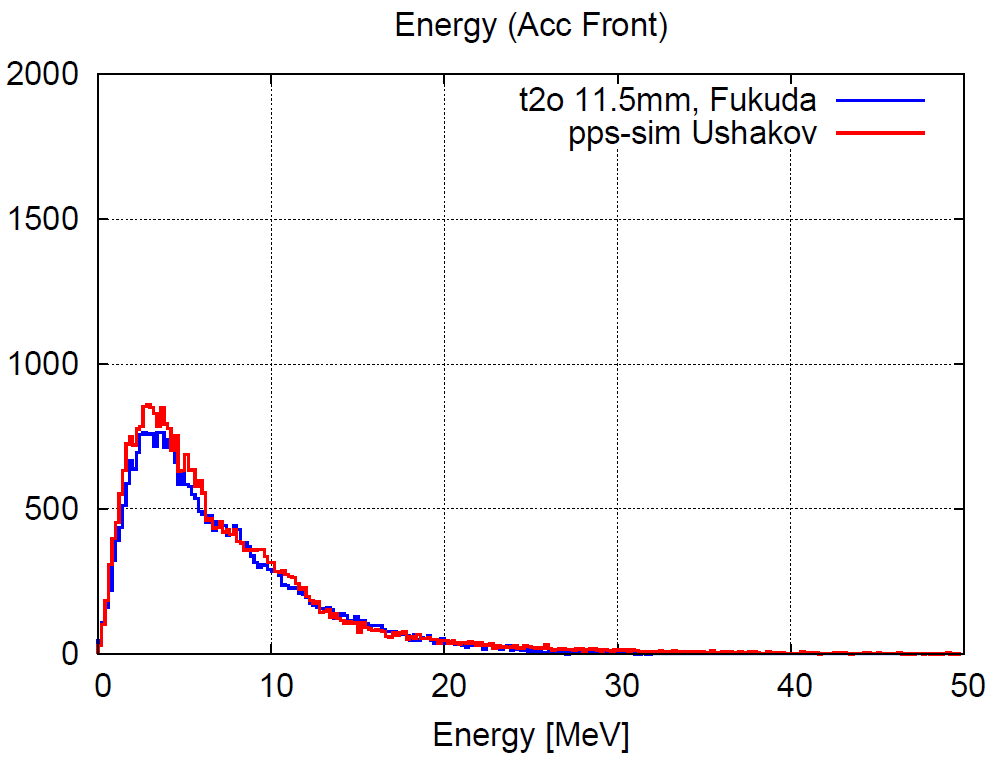 Energy (Acc Front)
2000
t2o 11.5mm, Fukuda
pps-sim Ushakov
1500
1000
500
0
0 10 20 30 40 50
Energy [MeV]